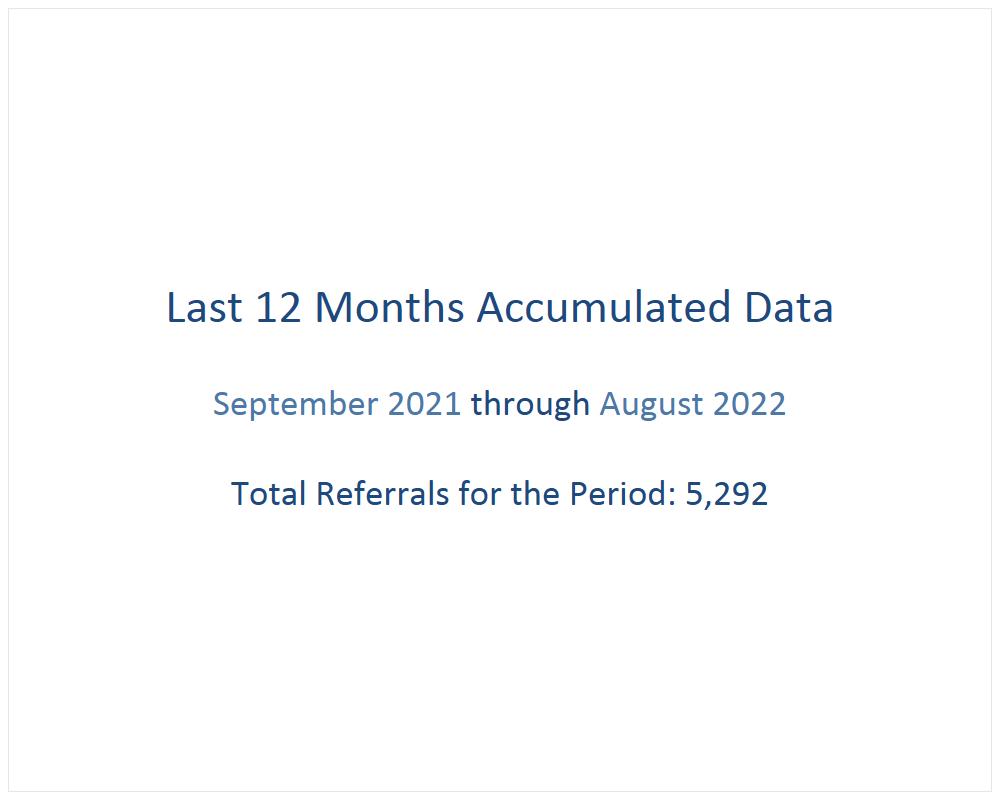 Last 12 Months Accumulated Data
September 2021 through August 2022
Total Referrals for the Period: 5,292